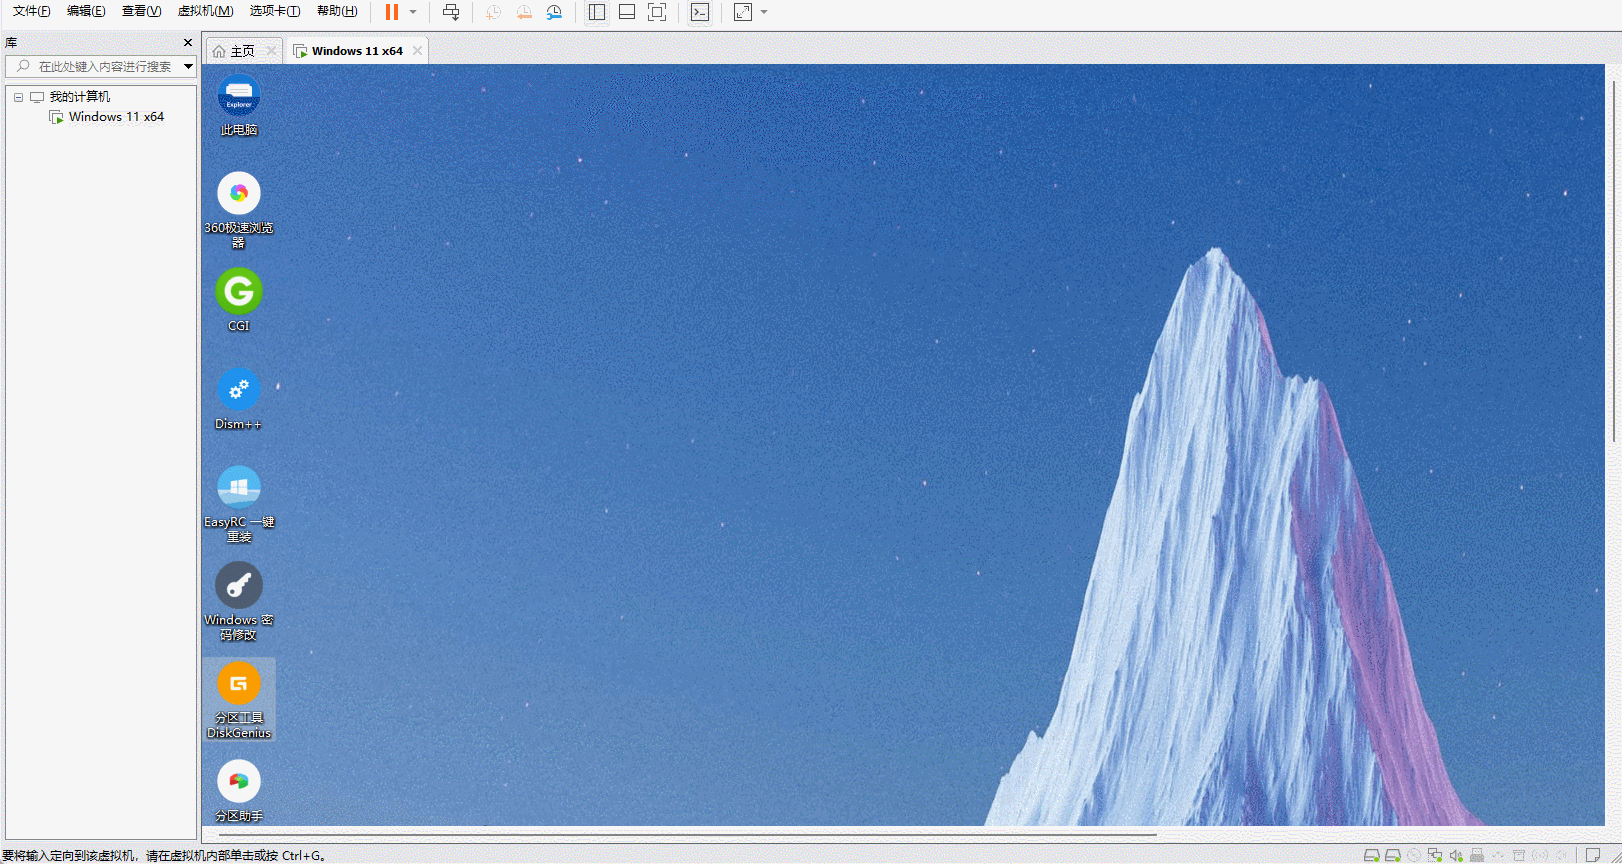 文件(F) 编辑(E) 查看(V) 虚拟机(M) 选项卡(T) 帮助(H)
库
在此处键入内容进行搜索
我的计算机
Windows 11 x64
主页
Windows 11 x64
Explorer
此电脑
360极速浏览
器
CGI
Dism++
EasyRC 一键
重装
Windows 密
码修改
分区工具
DiskGenius
分区助手
要将输入定向到该虚拟机，请在虚拟机内部单击或按 Ctrl+G。